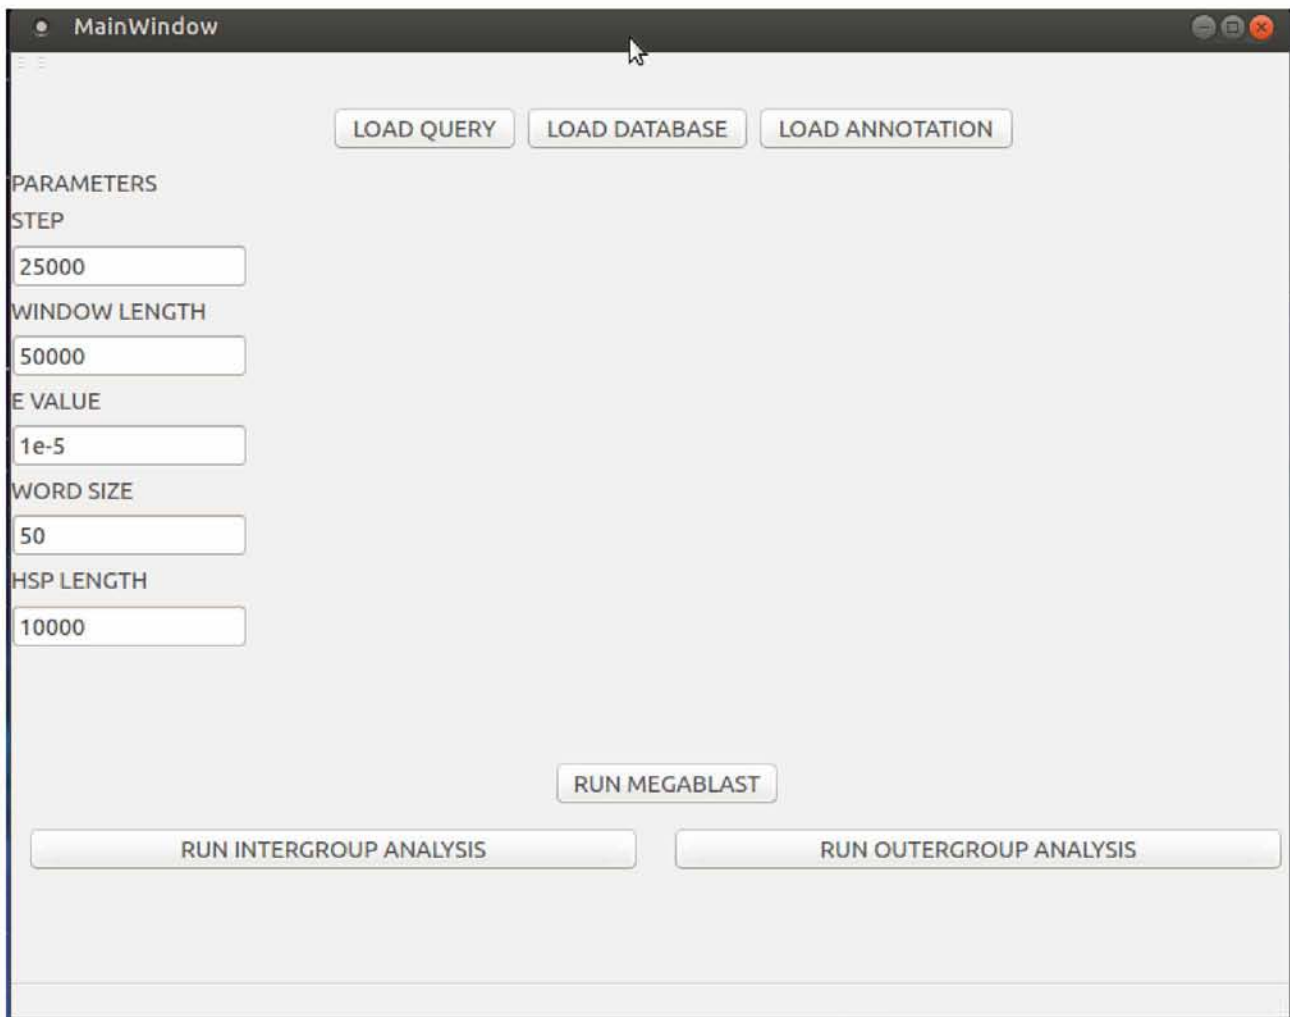 MainWindow
LOAD QUERY LOAD DATABASE LOAD ANNOTATION
PARAMETERS
STEP
25000
WINDOW LENGTH
50000
E VALUE
1e-5
WORD SIZE
50
HSP LENGTH
10000
RUN MEGABLAST
RUN INTERGROUP ANALYSIS RUN OUTERGROUP ANALYSIS